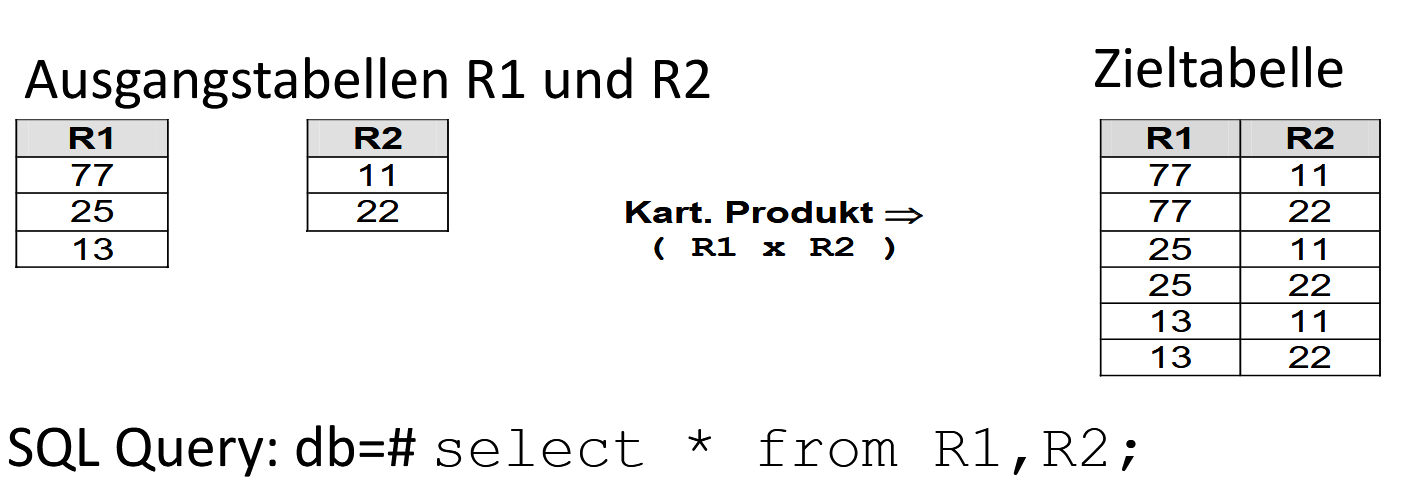 Ausgangstabellen R1 und R2
Zieltabelle
R1
77
25
13
R2
11
22
Kart. Produkt ⇒
( R1 x R2 )
R1 R2
77 11
77 22
25 11
25 22
13 11
13 22
SQL Query: db=# select * from R1,R2;